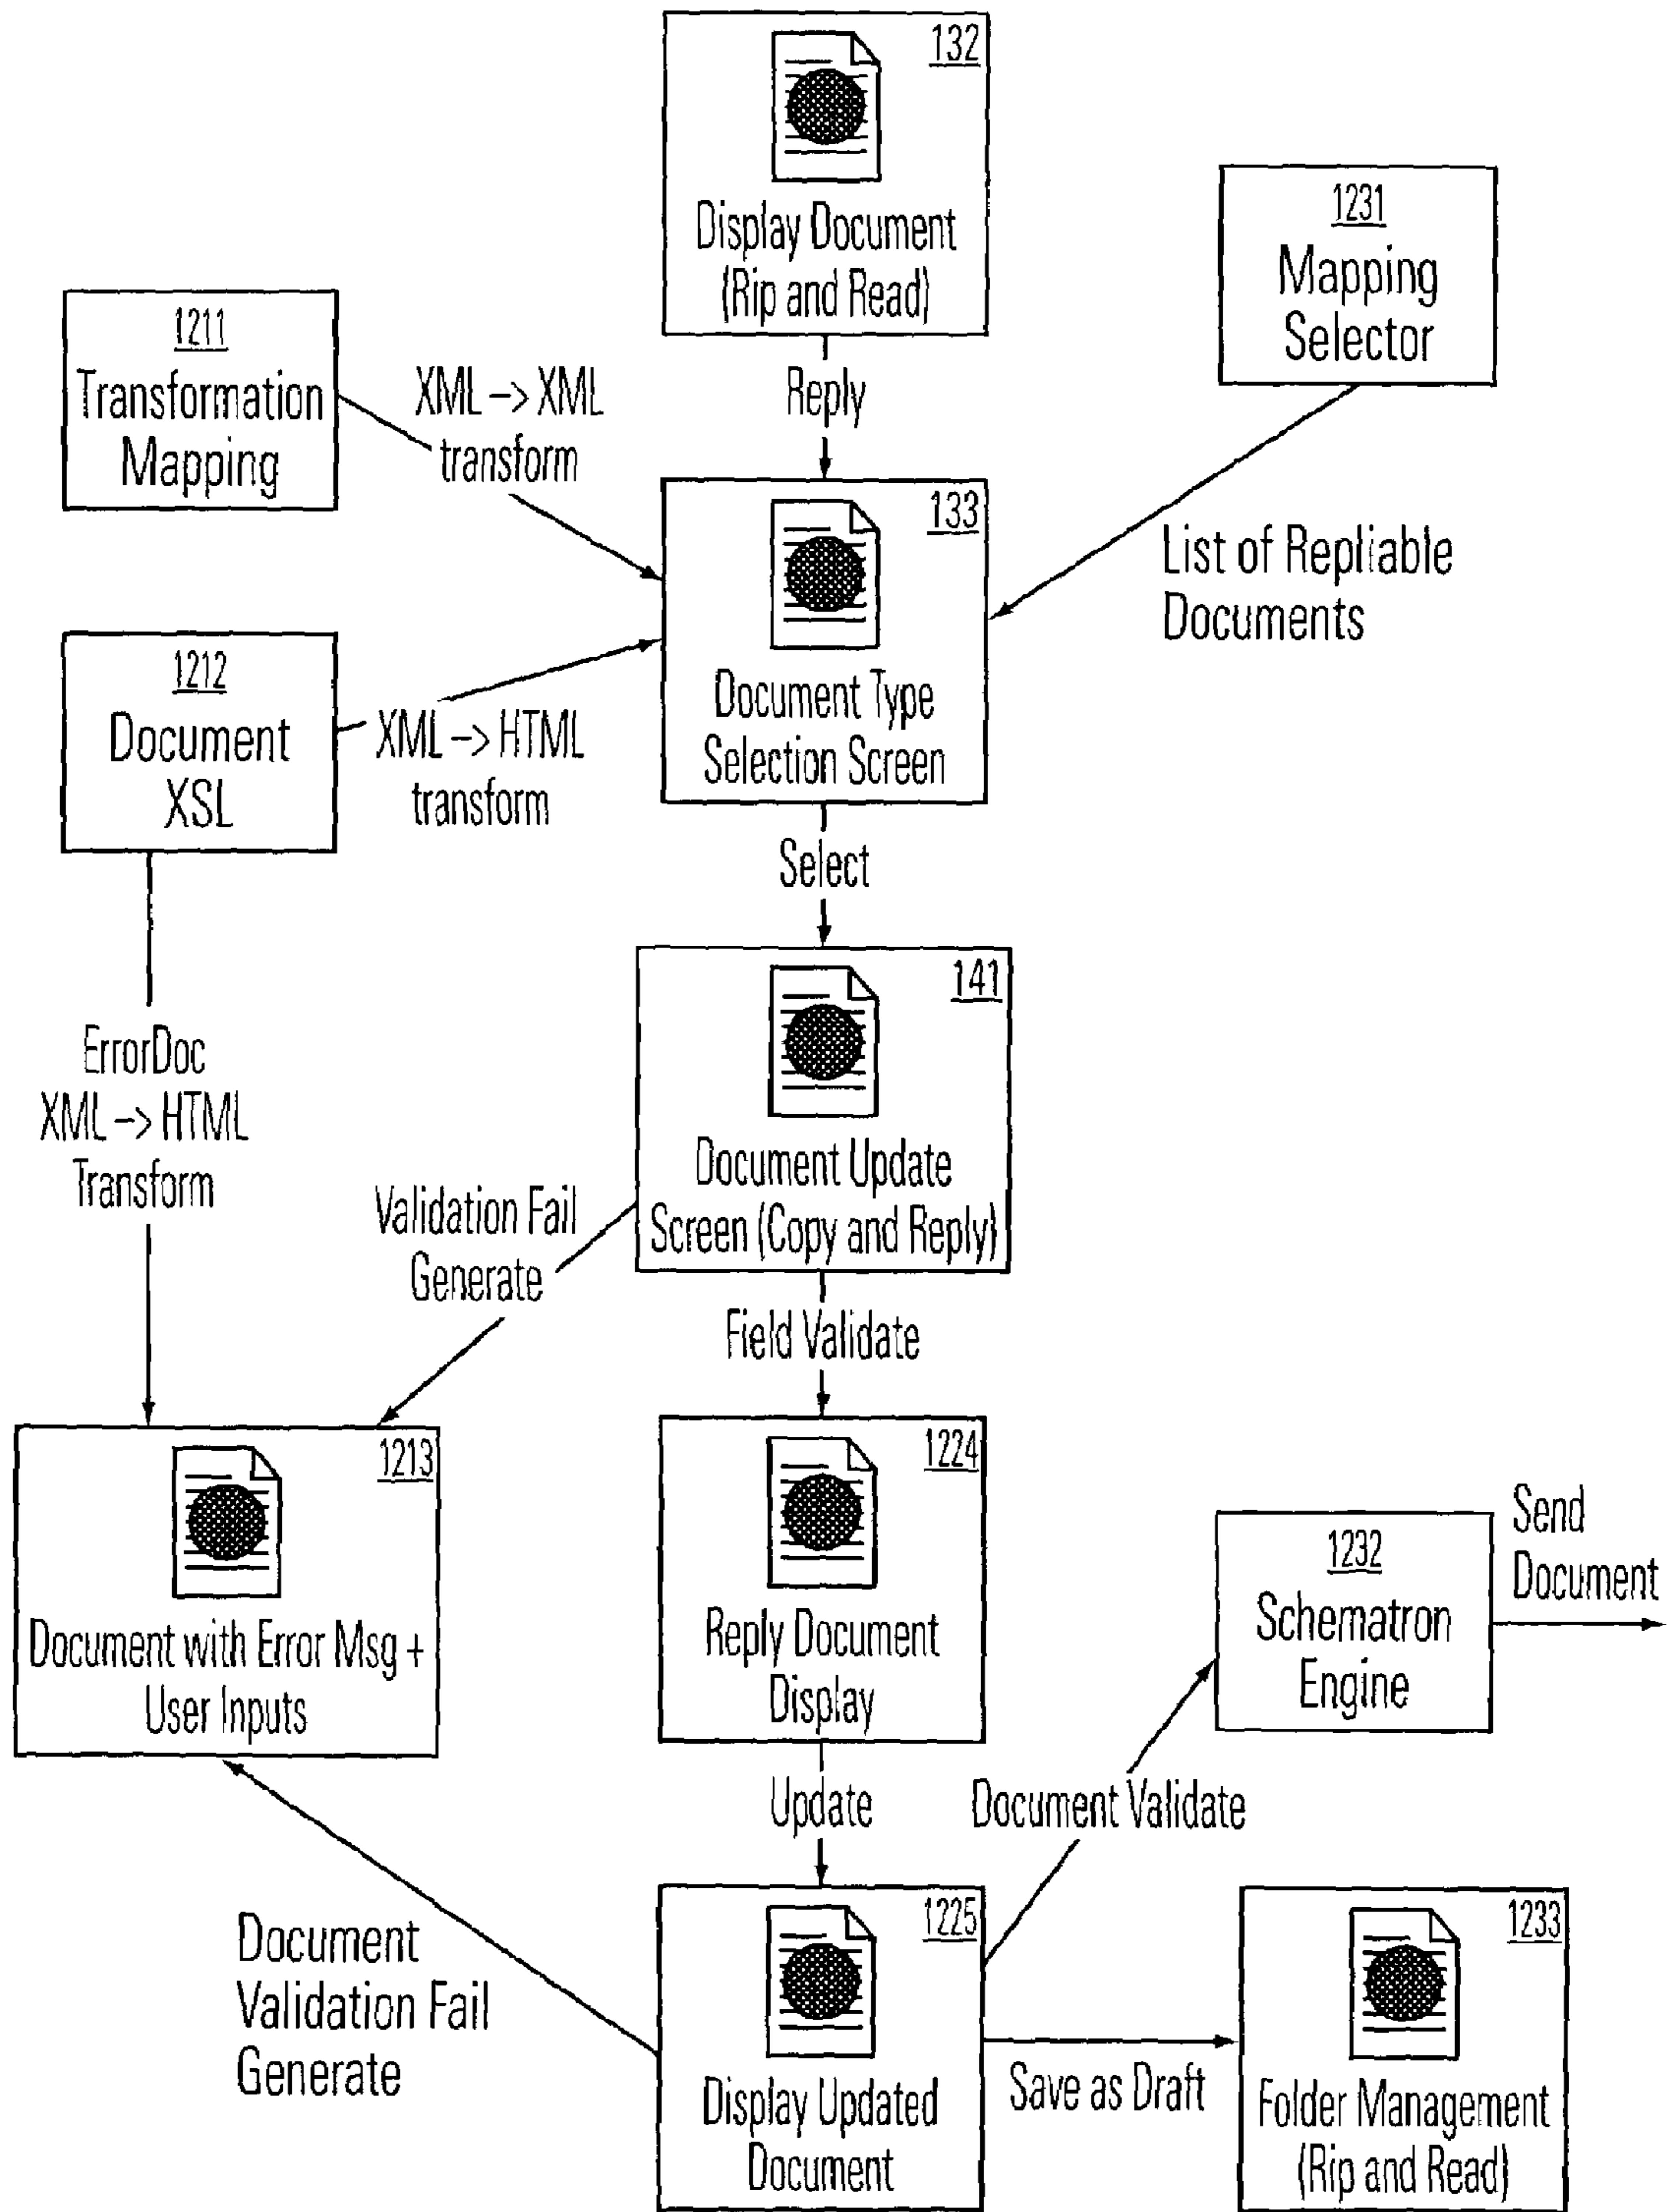 132
Display Document
(Rip and Read)
1231
Mapping
Selector
1211
Transformation
Mapping
XML –> XML
transform
Reply
133
Document Type
Selection Screen
List of Repliable
Documents
1212
Document
XSL
XML –> HTML
transform
Select
141
Document Update
Screen (Copy and Reply)
ErrorDoc
XML –> HTML
Transform
Validation Fail
Generate
Field Validate
1213
Document with Error Msg +
User Inputs
1224
Reply Document
Display
1232
Schematron
Engine
Send
Document
Update
Document Validate
Document
Validation Fail
Generate
1225
Display Updated
Document
Save as Draft
1233
Folder Management
(Rip and Read)